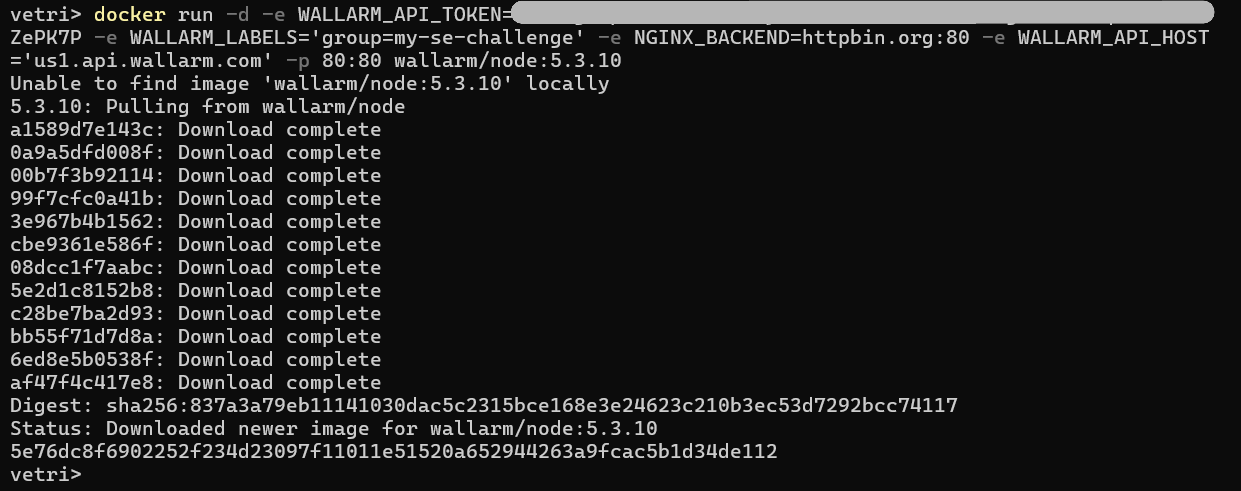 vetri> docker run -d -e WALLARM_API_TOKEN=
ZePK7P -e WALLARM_LABELS='group=my-se-challenge' -e NGINX_BACKEND=httpbin.org:80 -e WALLARM_API_HOST
='us1.api.wallarm.com' -p 80:80 wallarm/node:5.3.10
Unable to find image 'wallarm/node:5.3.10' locally
5.3.10: Pulling from wallarm/node
a1589d7e143c: Download complete
0a9a5dfd008f: Download complete
00b7f3b92114: Download complete
99f7cfc0a41b: Download complete
3e967b4b1562: Download complete
cbe9361e586f: Download complete
08dcc1f7aabc: Download complete
5e2d1c8152b8: Download complete
c28be7ba2d93: Download complete
bb55f71d7d8a: Download complete
6ed8e5b0538f: Download complete
af47f4c417e8: Download complete
Digest: sha256:837a3a79eb11141030dac5c2315bce168e3e24623c210b3ec53d7292bcc74117
Status: Downloaded newer image for wallarm/node:5.3.10
5e76dc8f6902252f234d23097f11011e51520a652944263a9fcac5b1d34de112
vetri>